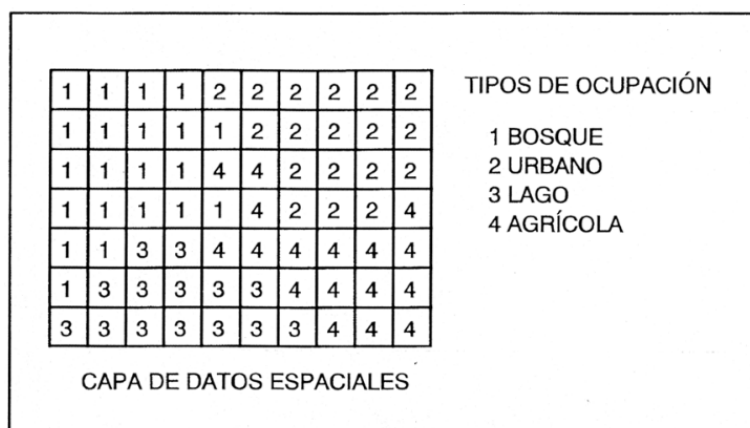 1 1 1 1 2 2 2 2 2 2
1 1 1 1 1 2 2 2 2 2
1 1 1 1 4 4 2 2 2 2
1 1 1 1 1 4 2 2 2 4
1 1 3 3 4 4 4 4 4 4
1 3 3 3 3 3 4 4 4 4
3 3 3 3 3 3 3 4 4 4
CAPA DE DATOS ESPACIALES
TIPOS DE OCUPACIÓN
1 BOSQUE
2 URBANO
3 LAGO
4 AGRÍCOLA